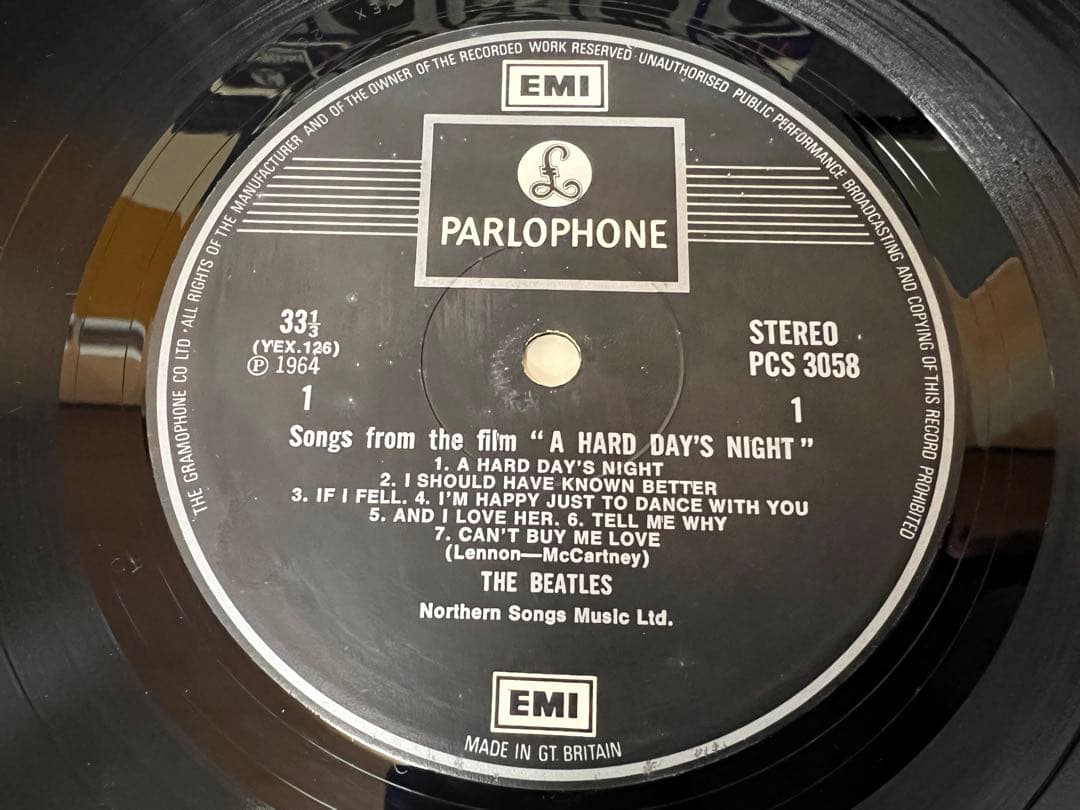 THE GRAMOPHONE CO LTD · ALL RIGHTS OF THE MANUFACTURER AND OF THE OWNER OF THE RECORDED WORK RESERVED · UNAUTHORISED PUBLIC PERFORMANCE BROADCASTING AND COPYING OF THIS RECORD PROHIBITED
EMI
£
PARLOPHONE
33⅓
(YEX.126)
Ⓟ 1964
1
STEREO
PCS 3058
1
Songs from the film “A HARD DAY'S NIGHT”
1. A HARD DAY'S NIGHT
2. I SHOULD HAVE KNOWN BETTER
3. IF I FELL. 4. I'M HAPPY JUST TO DANCE WITH YOU
5. AND I LOVE HER. 6. TELL ME WHY
7. CAN'T BUY ME LOVE
(Lennon—McCartney)
THE BEATLES
Northern Songs Music Ltd.
EMI
MADE IN GT. BRITAIN